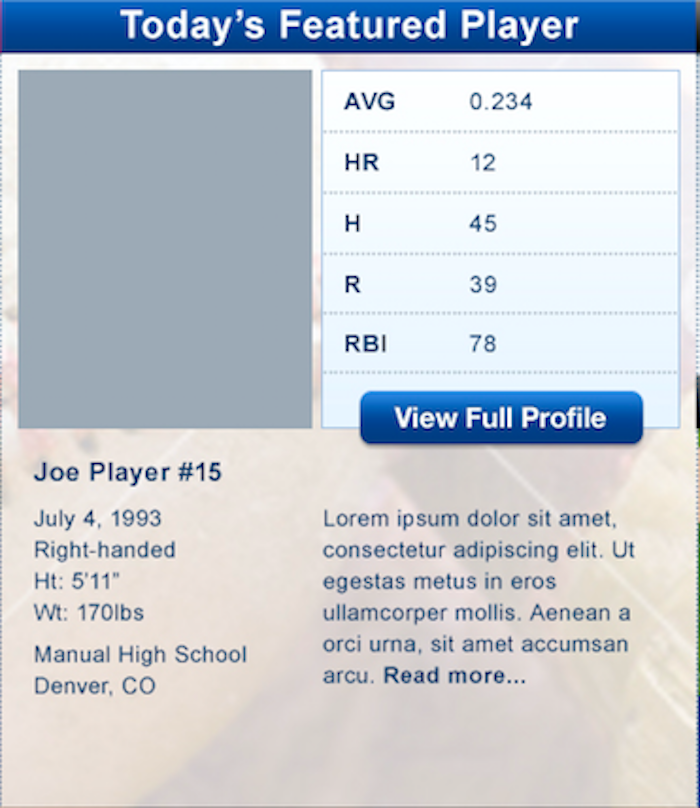 Today’s Featured Player
AVG 0.234
HR 12
H 45
R 39
RBI 78
View Full Profile
Joe Player #15
July 4, 1993
Right-handed
Ht: 5'11”
Wt: 170lbs
Manual High School
Denver, CO
Lorem ipsum dolor sit amet,
consectetur adipiscing elit. Ut
egestas metus in eros
ullamcorper mollis. Aenean a
orci urna, sit amet accumsan
arcu. Read more...